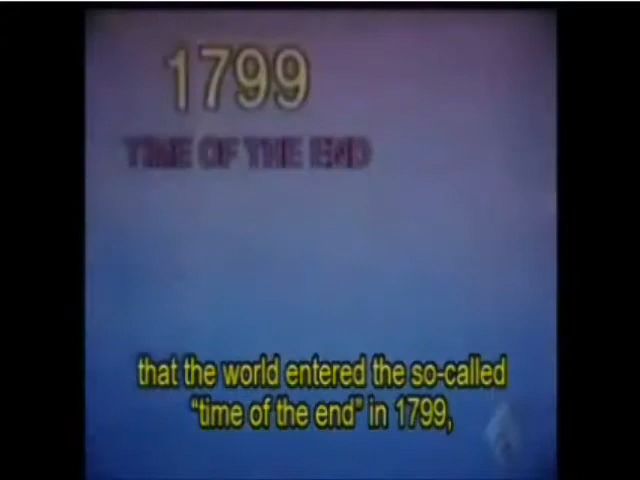 1799
TIME OF THE END
that the world entered the so-called
"time of the end" in 1799,